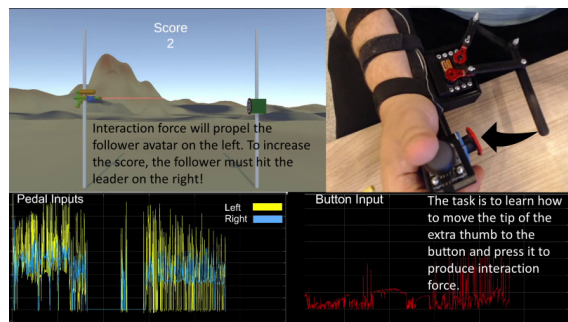 Score
2
Interaction force will propel the
follower avatar on the left. To increase
the score, the follower must hit the
leader on the right!
Pedal Inputs
Left
Right
Button Input
The task is to learn how
to move the tip of the
extra thumb to the
button and press it to
produce interaction
force.